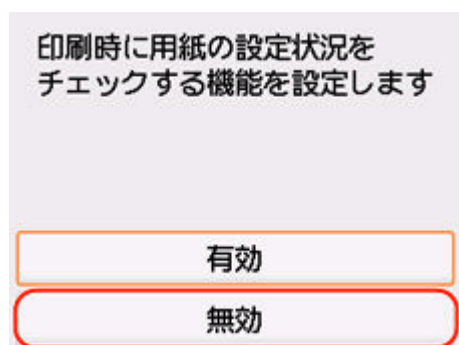 印刷時に用紙の設定状況を
チェックする機能を設定します
有効
無効